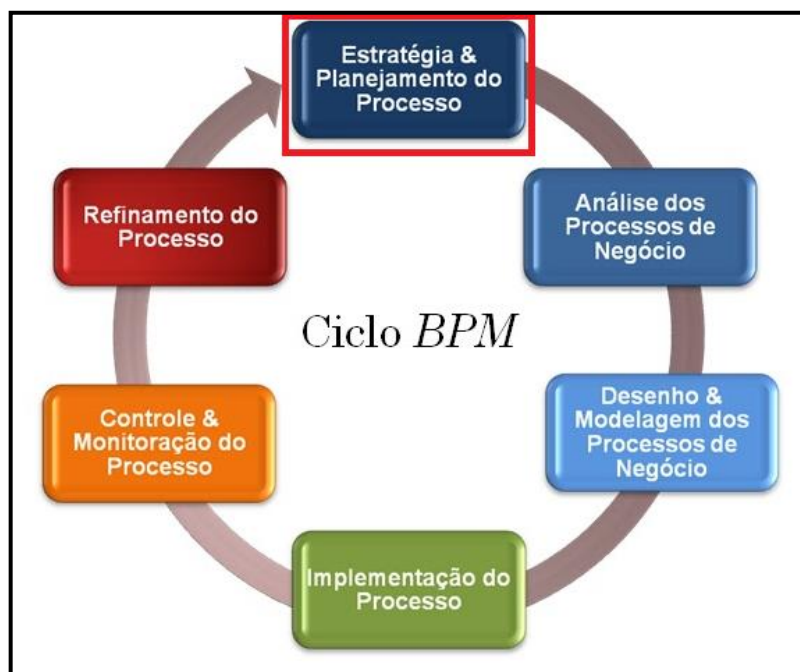 Estratégia &
Planejamento do
Processo
Análise dos
Processos de
Negócio
Desenho &
Modelagem dos
Processos de
Negócio
Implementação do
Processo
Controle &
Monitoração do
Processo
Refinamento do
Processo
Ciclo BPM